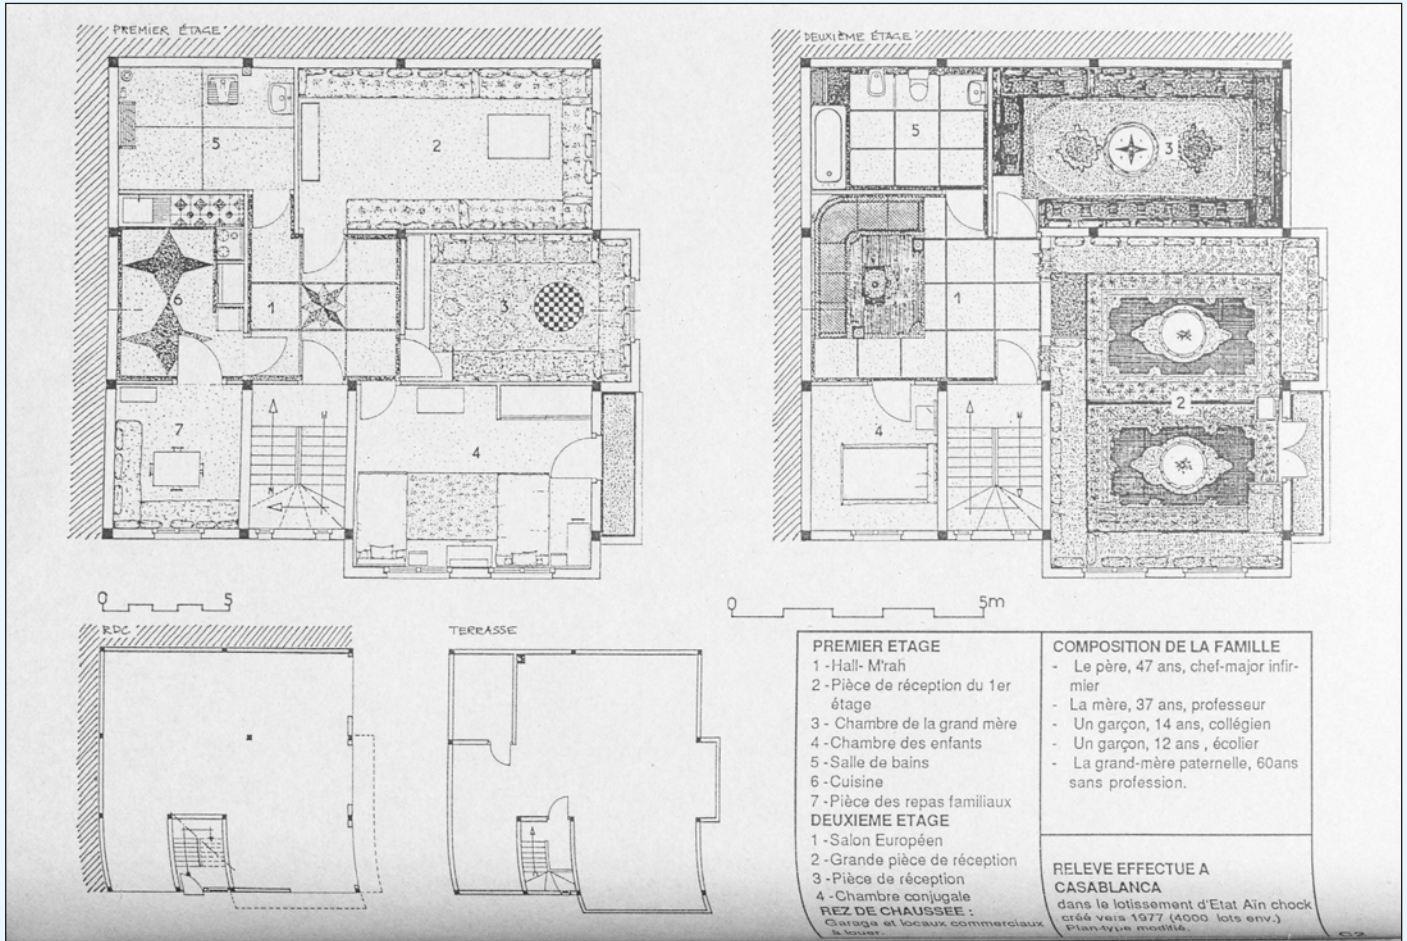 PREMIER ÉTAGE
5
2
6
1
3
7
4
DEUXIÈME ÉTAGE
5
3
1
2
4
0 5
0 5m
RDC
TERRASSE
PREMIER ETAGE
1 -Hall- M'rah
2 -Pièce de réception du 1er
étage
3 - Chambre de la grand mère
4 -Chambre des enfants
5 -Salle de bains
6 -Cuisine
7 -Pièce des repas familiaux
DEUXIEME ETAGE
1 -Salon Européen
2 -Grande pièce de réception
3 -Pièce de réception
4 -Chambre conjugale
REZ DE CHAUSSEE :
Garage et locaux commerciaux
à louer.
COMPOSITION DE LA FAMILLE
- Le père, 47 ans, chef-major infir-
mier
- La mère, 37 ans, professeur
- Un garçon, 14 ans, collégien
- Un garçon, 12 ans , écolier
- La grand-mère paternelle, 60ans
sans profession.
RELEVE EFFECTUE A
CASABLANCA
dans le lotissement d'Etat Aïn chock
créé vers 1977 (4000 lots env.)
Plan-type modifié.